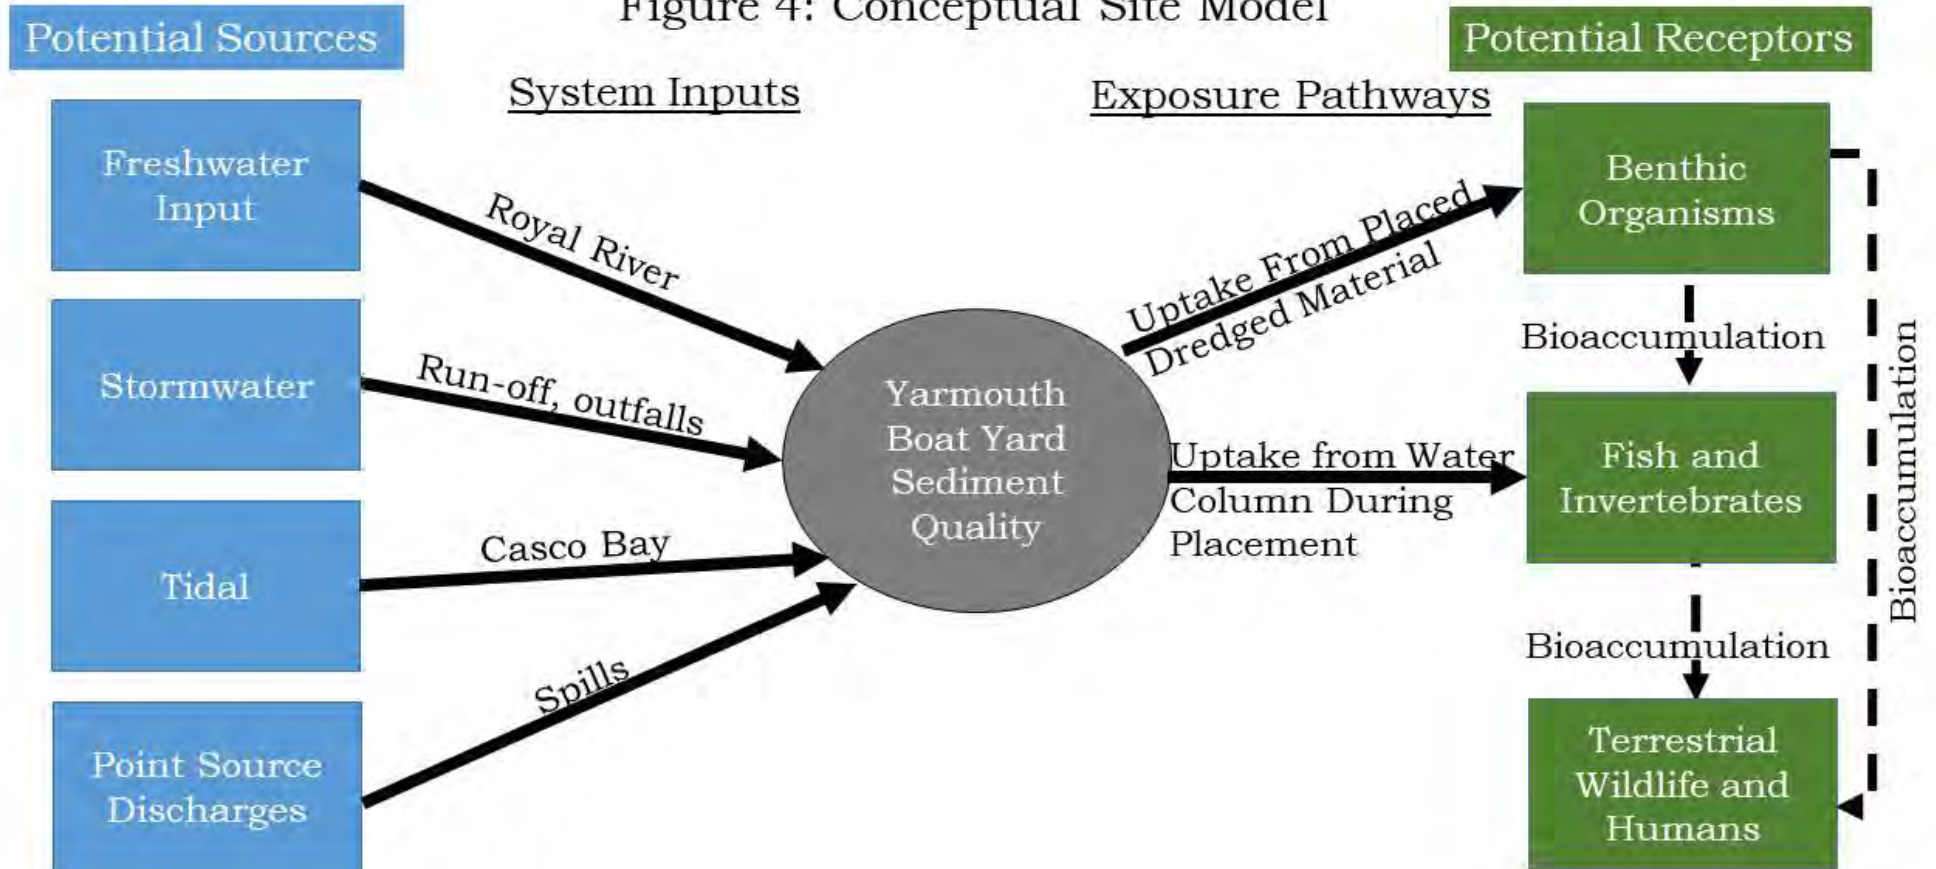 Figure 4: Conceptual Site Model
Potential Sources
Potential Receptors
System Inputs
Exposure Pathways
Freshwater
Input
Stormwater
Tidal
Point Source
Discharges
Royal River
Run-off, outfalls
Casco Bay
Spills
Yarmouth
Boat Yard
Sediment
Quality
Uptake From Placed
Dredged Material
Uptake from Water
Column During
Placement
Benthic
Organisms
Bioaccumulation
Fish and
Invertebrates
Bioaccumulation
Terrestrial
Wildlife and
Humans
Bioaccumulation